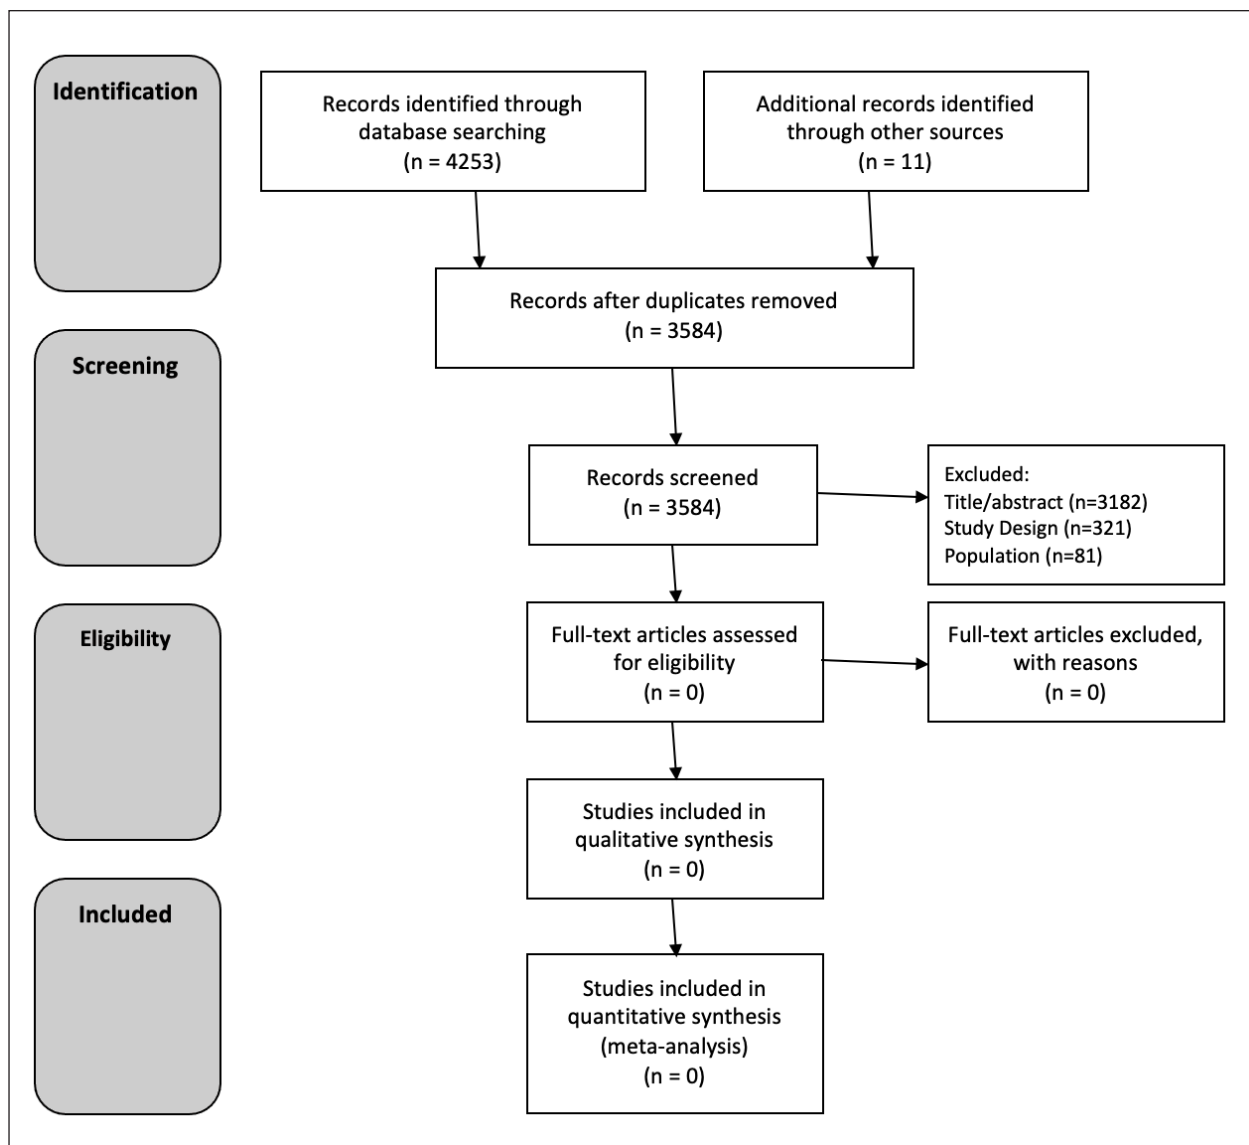 Identification
Records identified through
database searching
(n = 4253)
Additional records identified
through other sources
(n = 11)
Records after duplicates removed
(n = 3584)
Screening
Records screened
(n = 3584)
Excluded:
Title/abstract (n=3182)
Study Design (n=321)
Population (n=81)
Eligibility
Full-text articles assessed
for eligibility
(n = 0)
Full-text articles excluded,
with reasons
(n = 0)
Studies included in
qualitative synthesis
(n = 0)
Included
Studies included in
quantitative synthesis
(meta-analysis)
(n = 0)